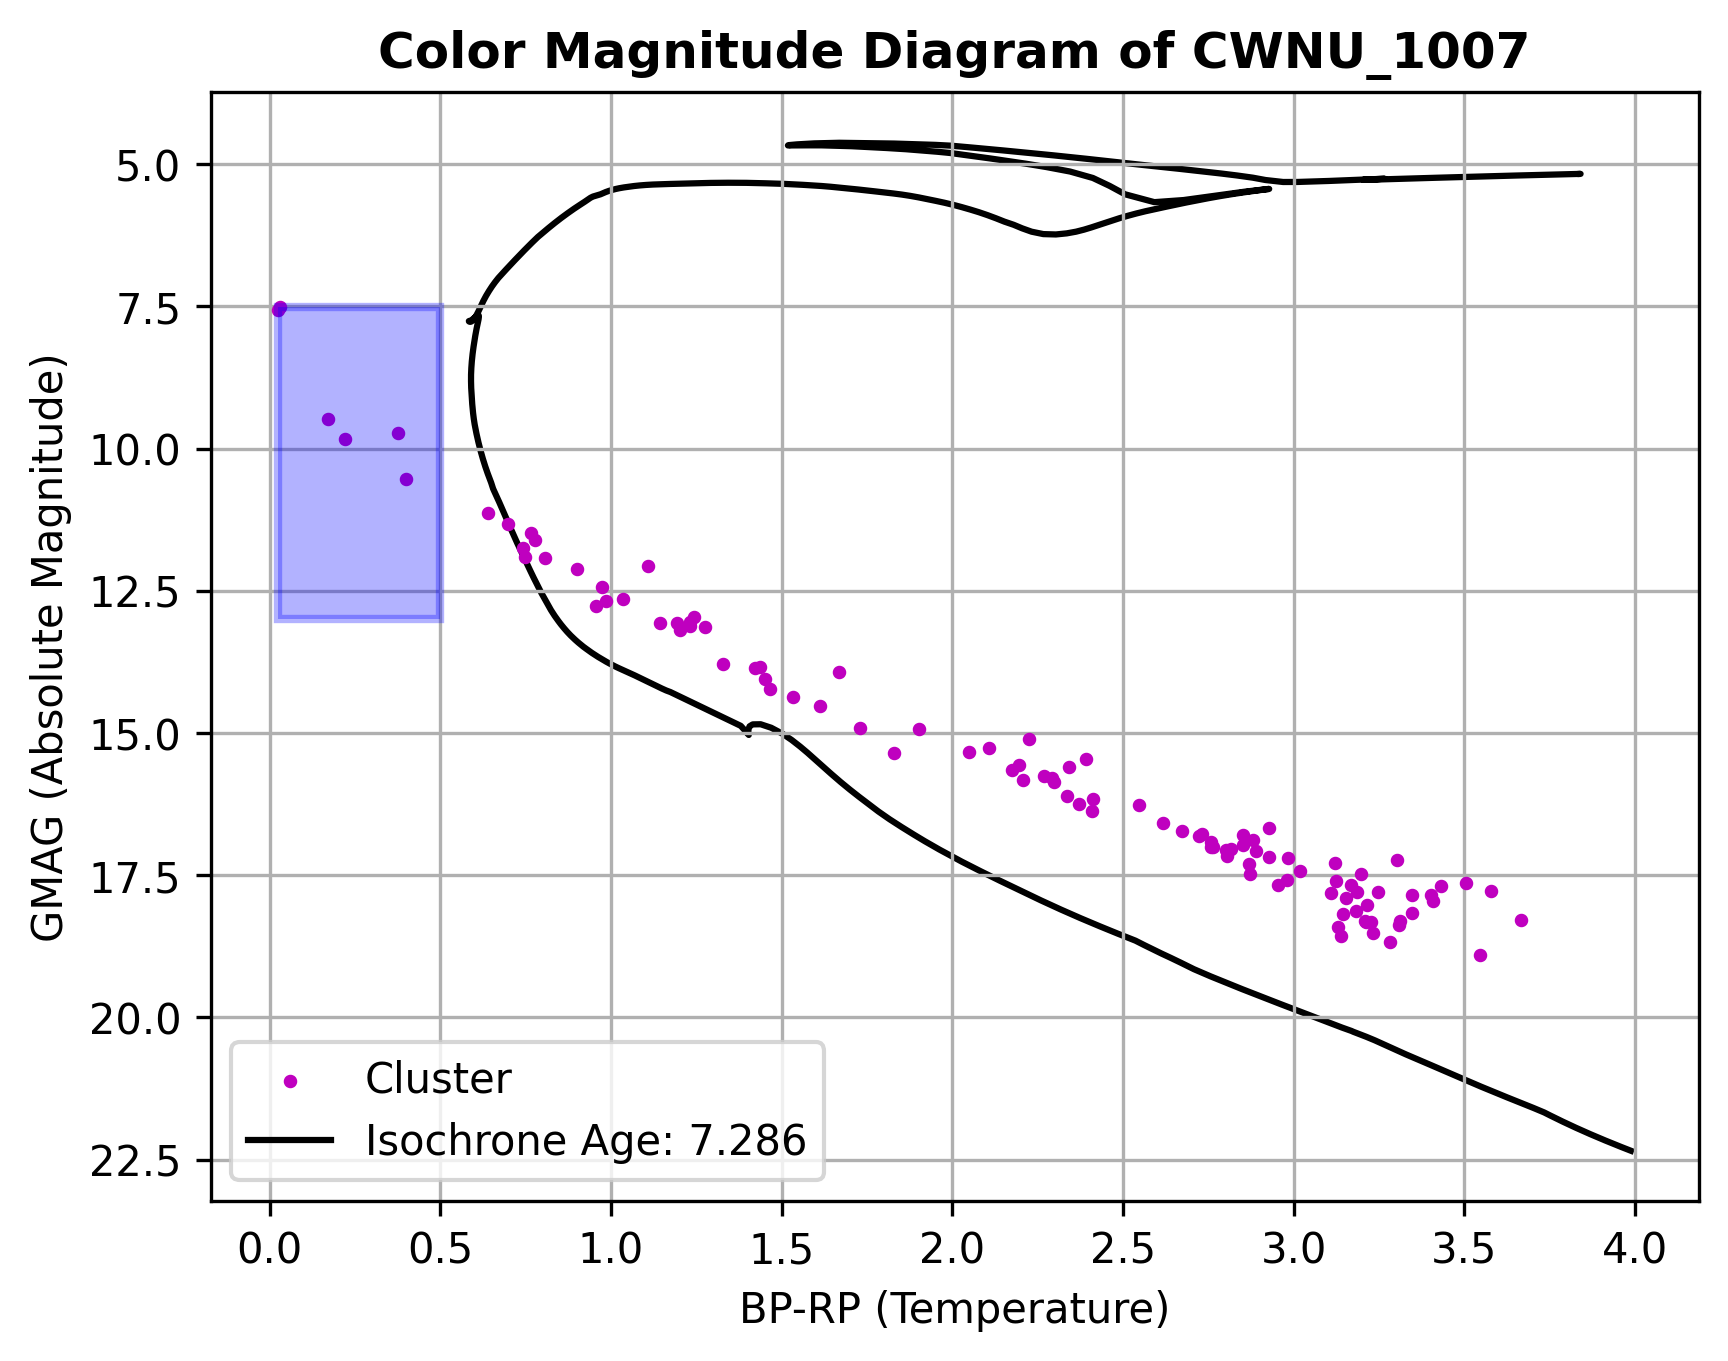 Color Magnitude Diagram of CWNU_1007
GMAG (Absolute Magnitude)
5.0
7.5
10.0
12.5
15.0
17.5
20.0
22.5
Cluster
Isochrone Age: 7.286
0.0 0.5 1.0 1.5 2.0 2.5 3.0 3.5 4.0
BP-RP (Temperature)